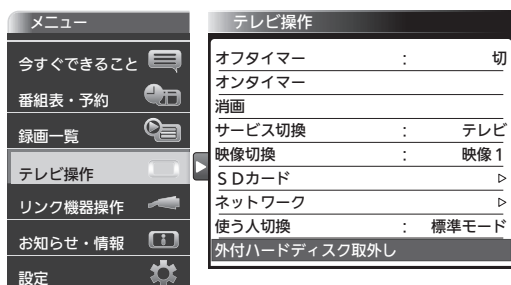 メニュー
今すぐできること
番組表・予約
録画一覧
テレビ操作
リンク機器操作
お知らせ・情報
設定
テレビ操作
オフタイマー : 切
オンタイマー
消画
サービス切換 : テレビ
映像切換 : 映像1
SDカード
ネットワーク
使う人切換 : 標準モード
外付ハードディスク取外し